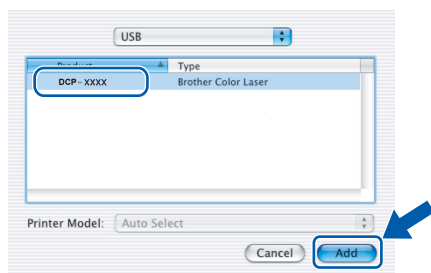 USB
Product Type
DCP-XXXX Brother Color Laser
Printer Model: Auto Select
Cancel Add